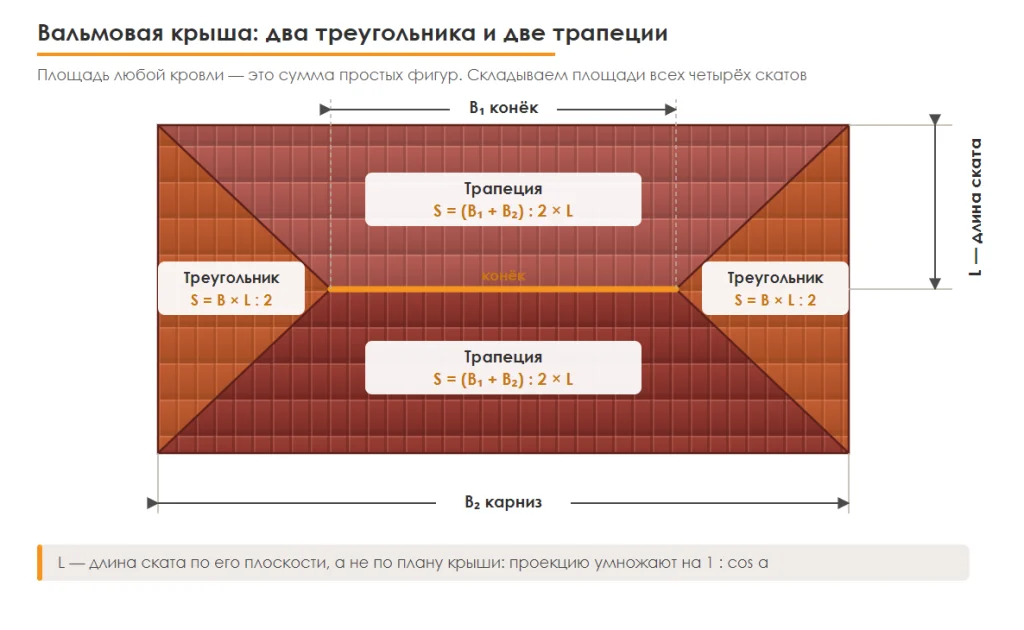 Вальмовая крыша: два треугольника и две трапеции
Площадь любой кровли — это сумма простых фигур. Складываем площади всех четырёх скатов
B₁ конёк
L — длина ската
Трапеция
S = (B₁ + B₂) : 2 × L
конёк
Треугольник
S = B × L : 2
Треугольник
S = B × L : 2
Трапеция
S = (B₁ + B₂) : 2 × L
B₂ карниз
L — длина ската по его плоскости, а не по плану крыши: проекцию умножают на 1 : cos a